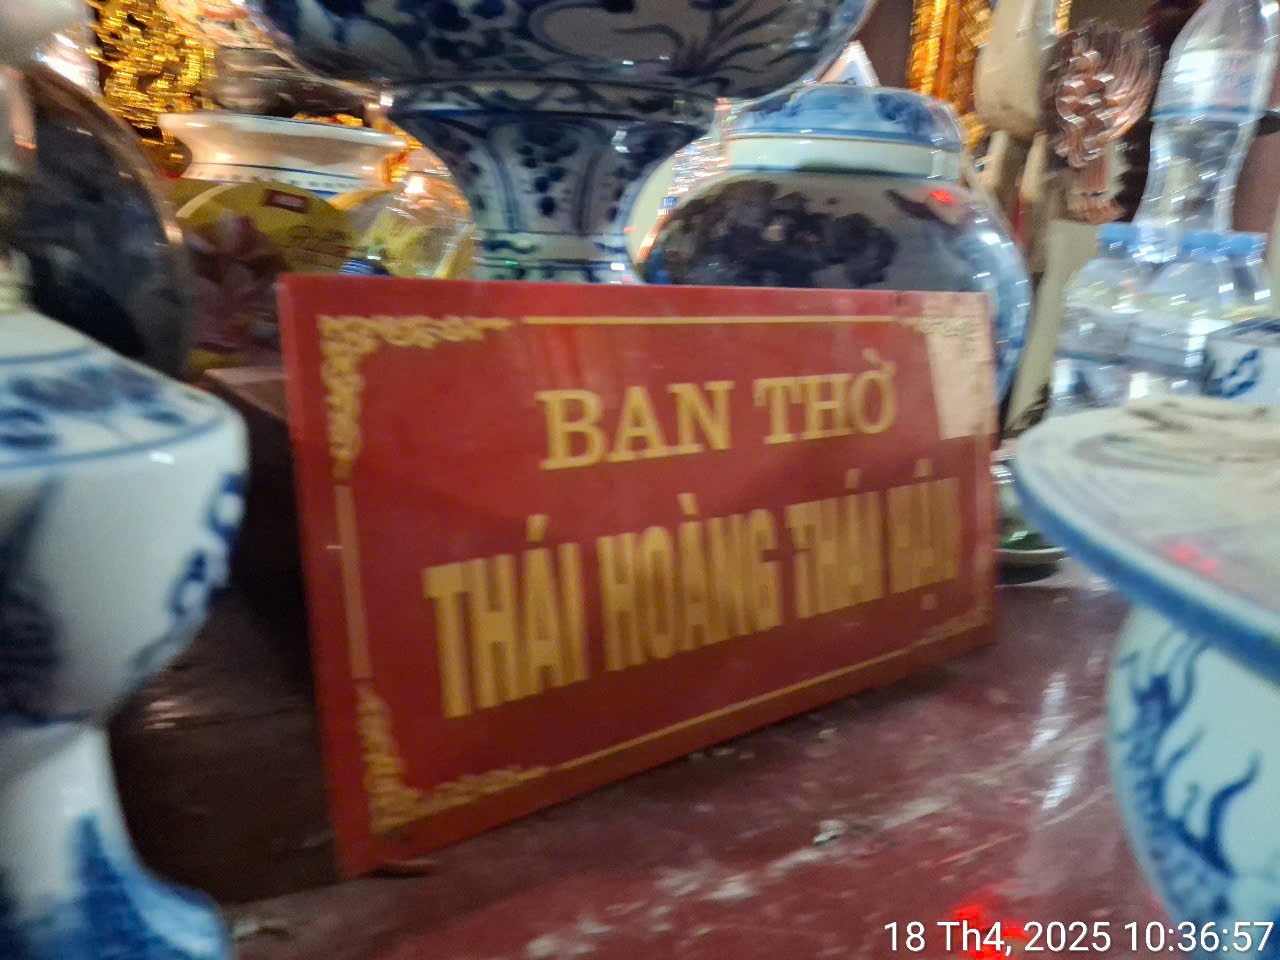 BAN THỜ
THÁI HOÀNG THÁI HẬU
18 Th4, 2025 10:36:57